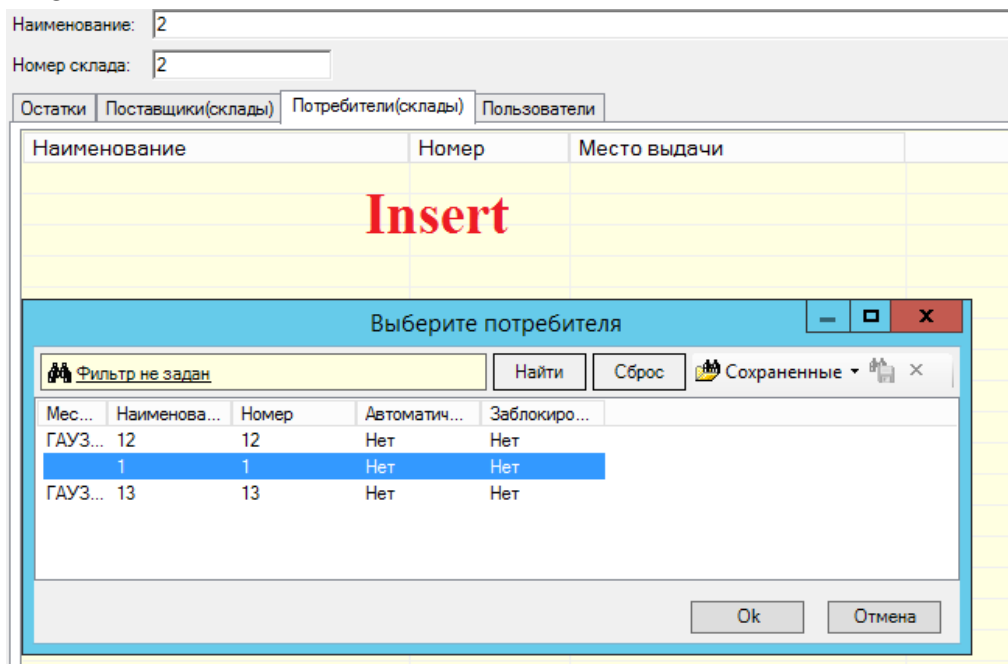 Наименование: 2
Номер склада: 2
Остатки Поставщики(склады) Потребители(склады) Пользователи
Наименование Номер Место выдачи
Insert
Выберите потребителя
Фильтр не задан Найти Сброс Сохраненные
Мес... Наименова... Номер Автоматич... Заблокиро...
ГАУЗ... 12 12 Нет Нет
1 1 Нет Нет
ГАУЗ... 13 13 Нет Нет
Ok Отмена